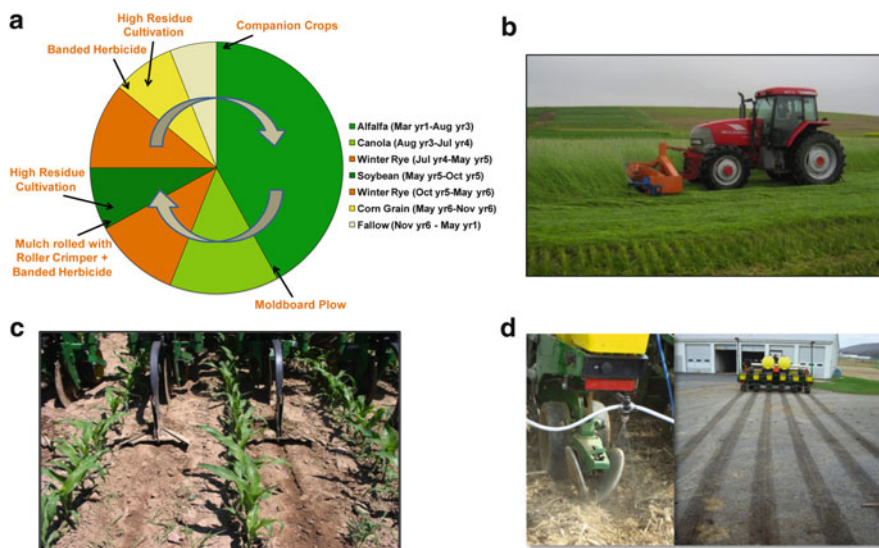 a
Companion Crops
High Residue
Cultivation
Banded Herbicide
High Residue
Cultivation
Mulch rolled with
Roller Crimper +
Banded Herbicide
Moldboard Plow
Alfalfa (Mar yr1-Aug yr3)
Canola (Aug yr3-Jul yr4)
Winter Rye (Jul yr4-May yr5)
Soybean (May yr5-Oct yr5)
Winter Rye (Oct yr5-May yr6)
Corn Grain (May yr6-Nov yr6)
Fallow (Nov yr6 - May yr1)
b
c
d